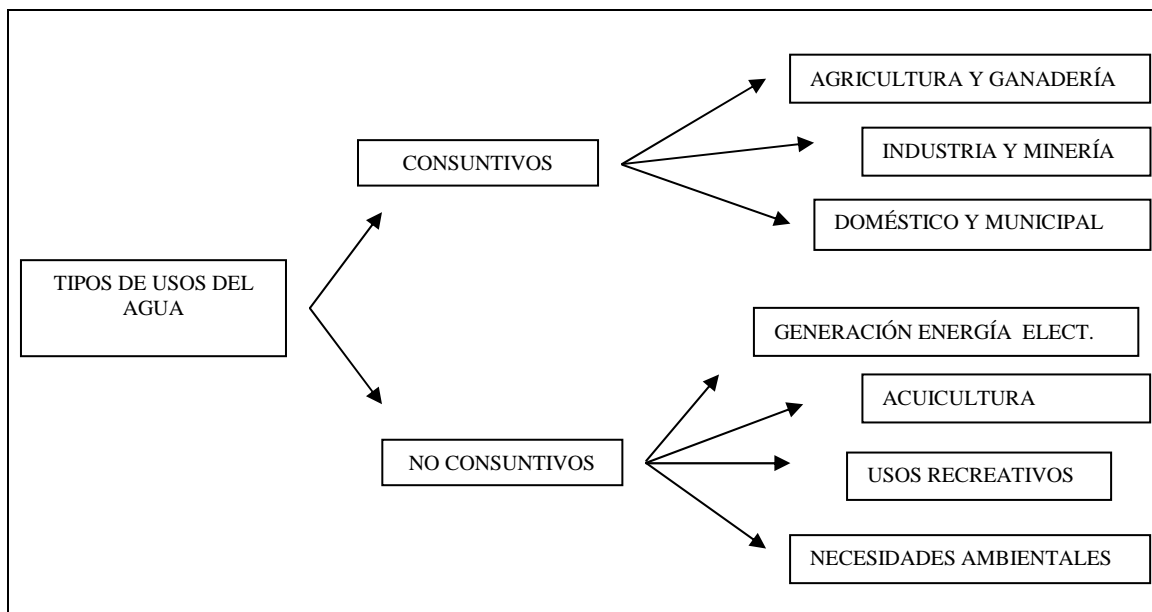 TIPOS DE USOS DEL
AGUA
CONSUNTIVOS
AGRICULTURA Y GANADERÍA
INDUSTRIA Y MINERÍA
DOMÉSTICO Y MUNICIPAL
NO CONSUNTIVOS
GENERACIÓN ENERGÍA ELECT.
ACUICULTURA
USOS RECREATIVOS
NECESIDADES AMBIENTALES